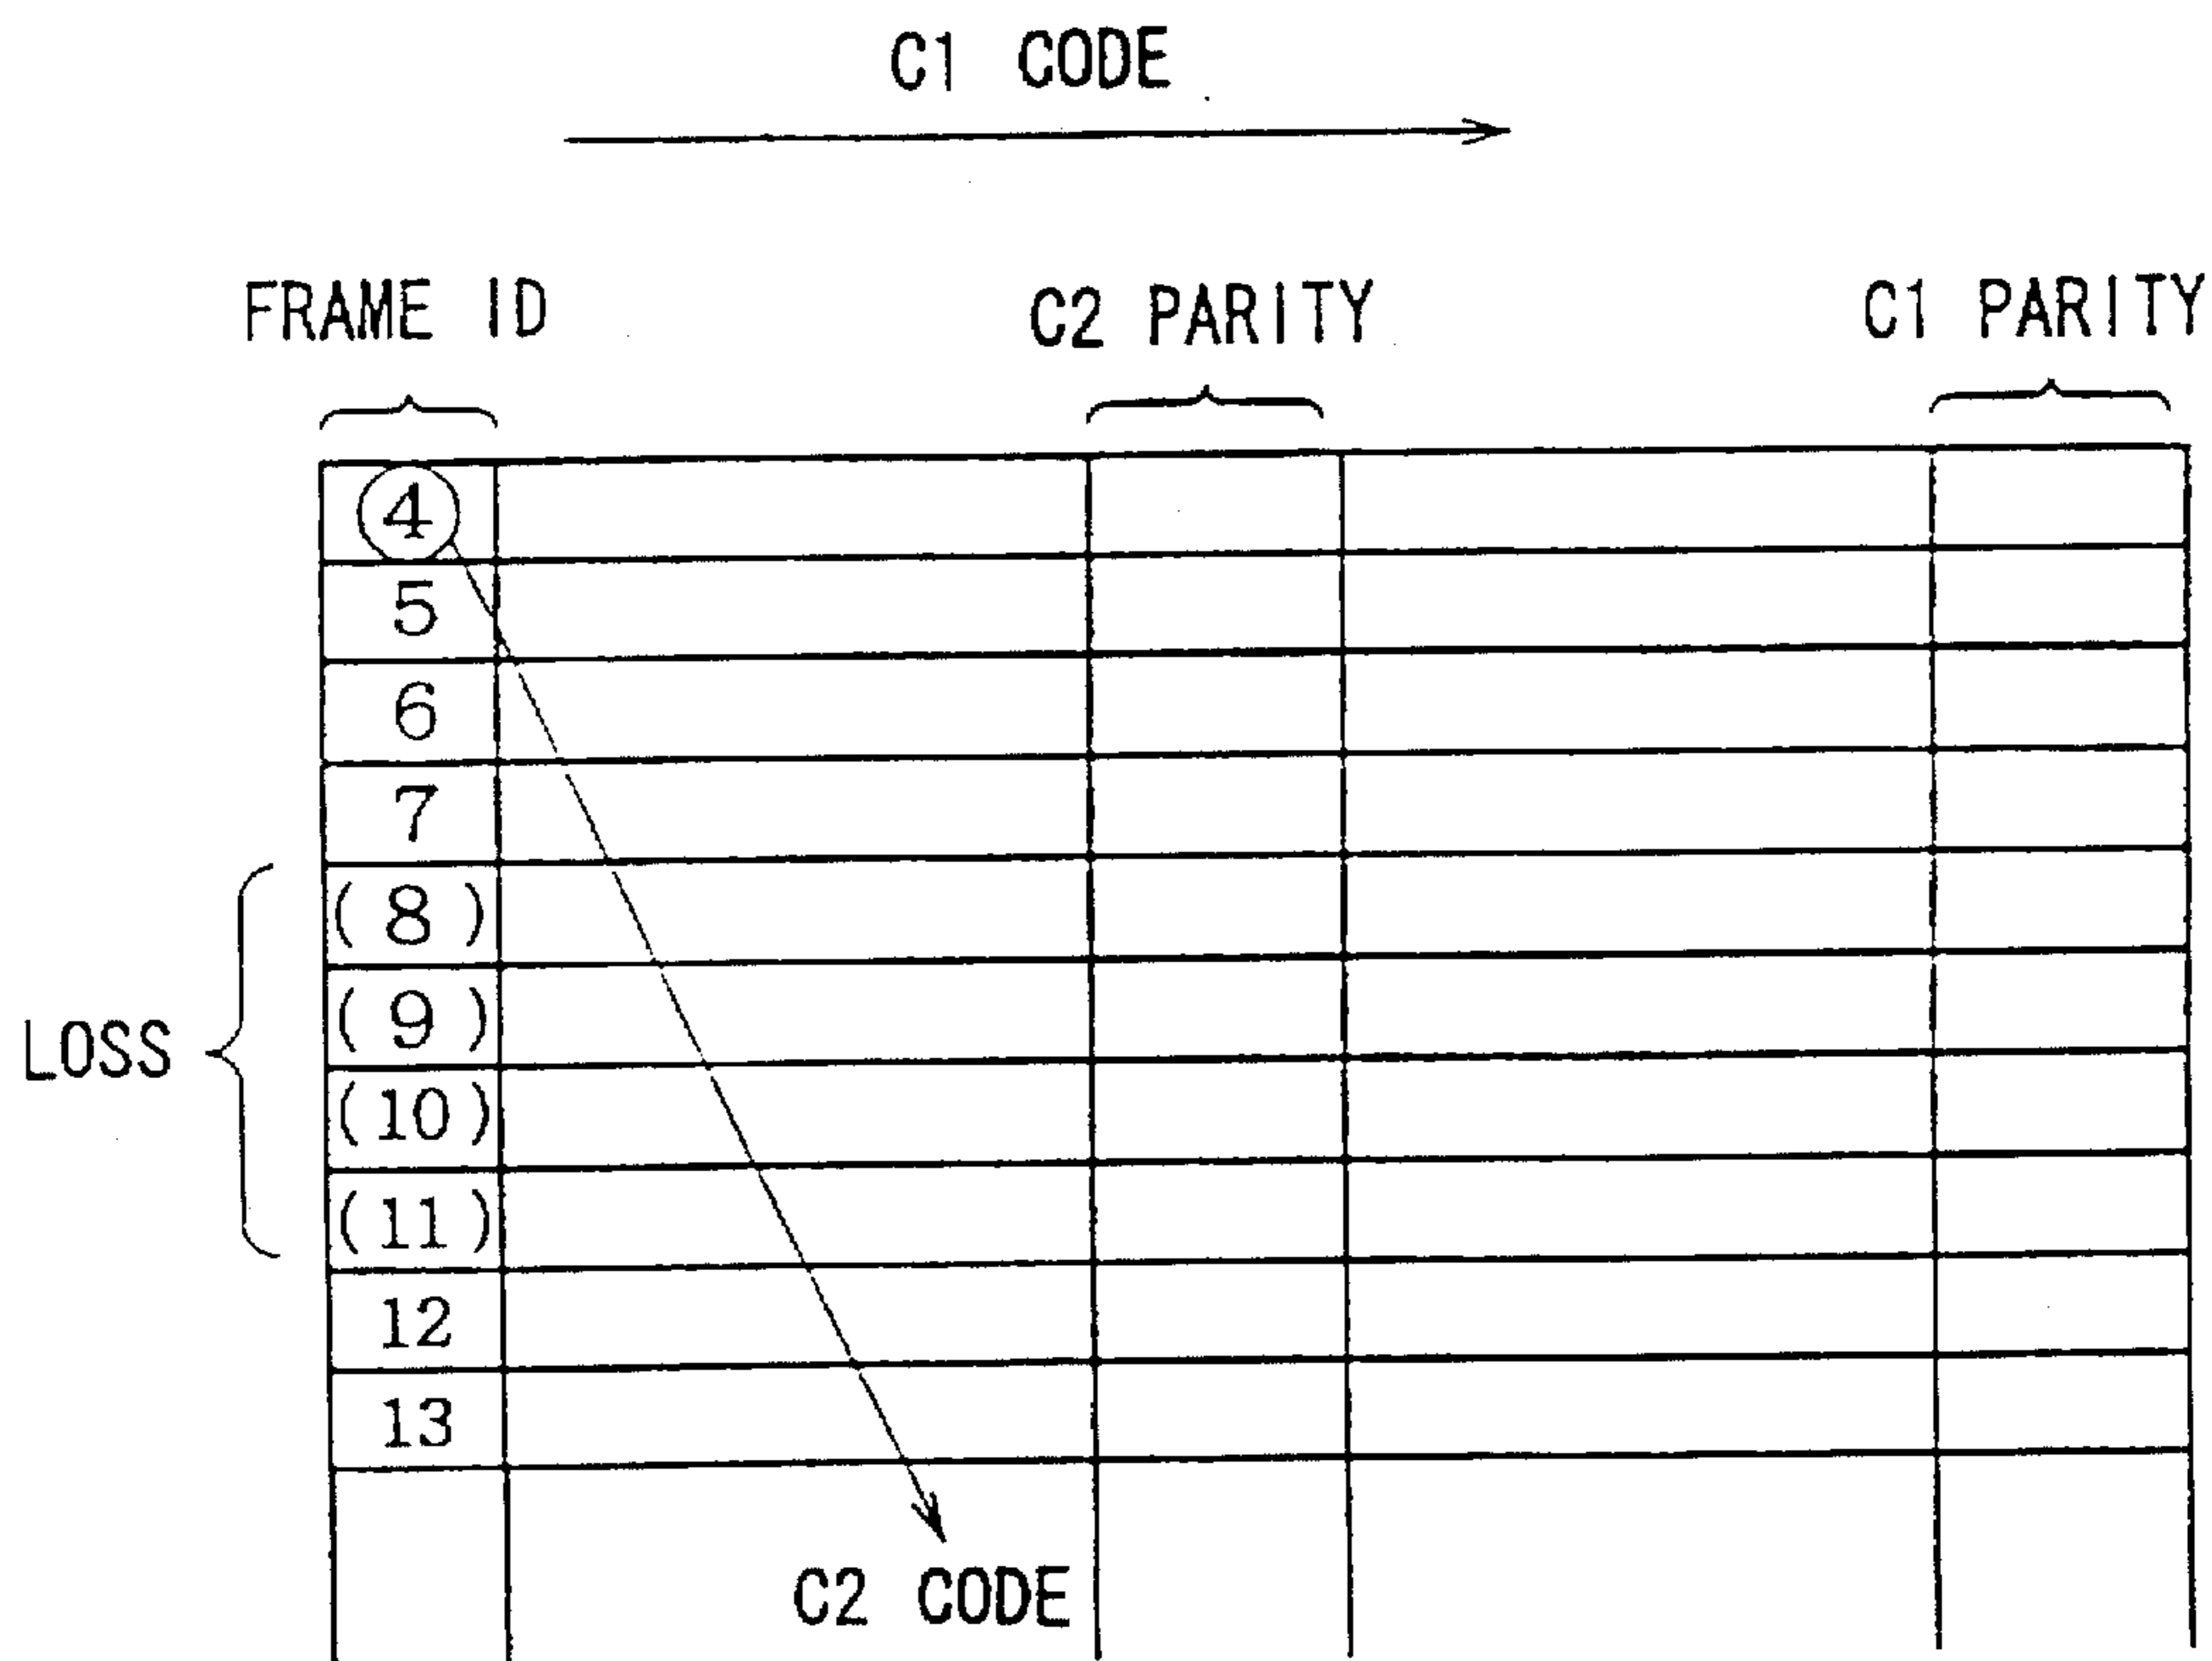 C1 CODE
FRAME ID
C2 PARITY
C1 PARITY
4
5
6
7
(8)
(9)
LOSS
(10)
(11)
12
13
C2 CODE